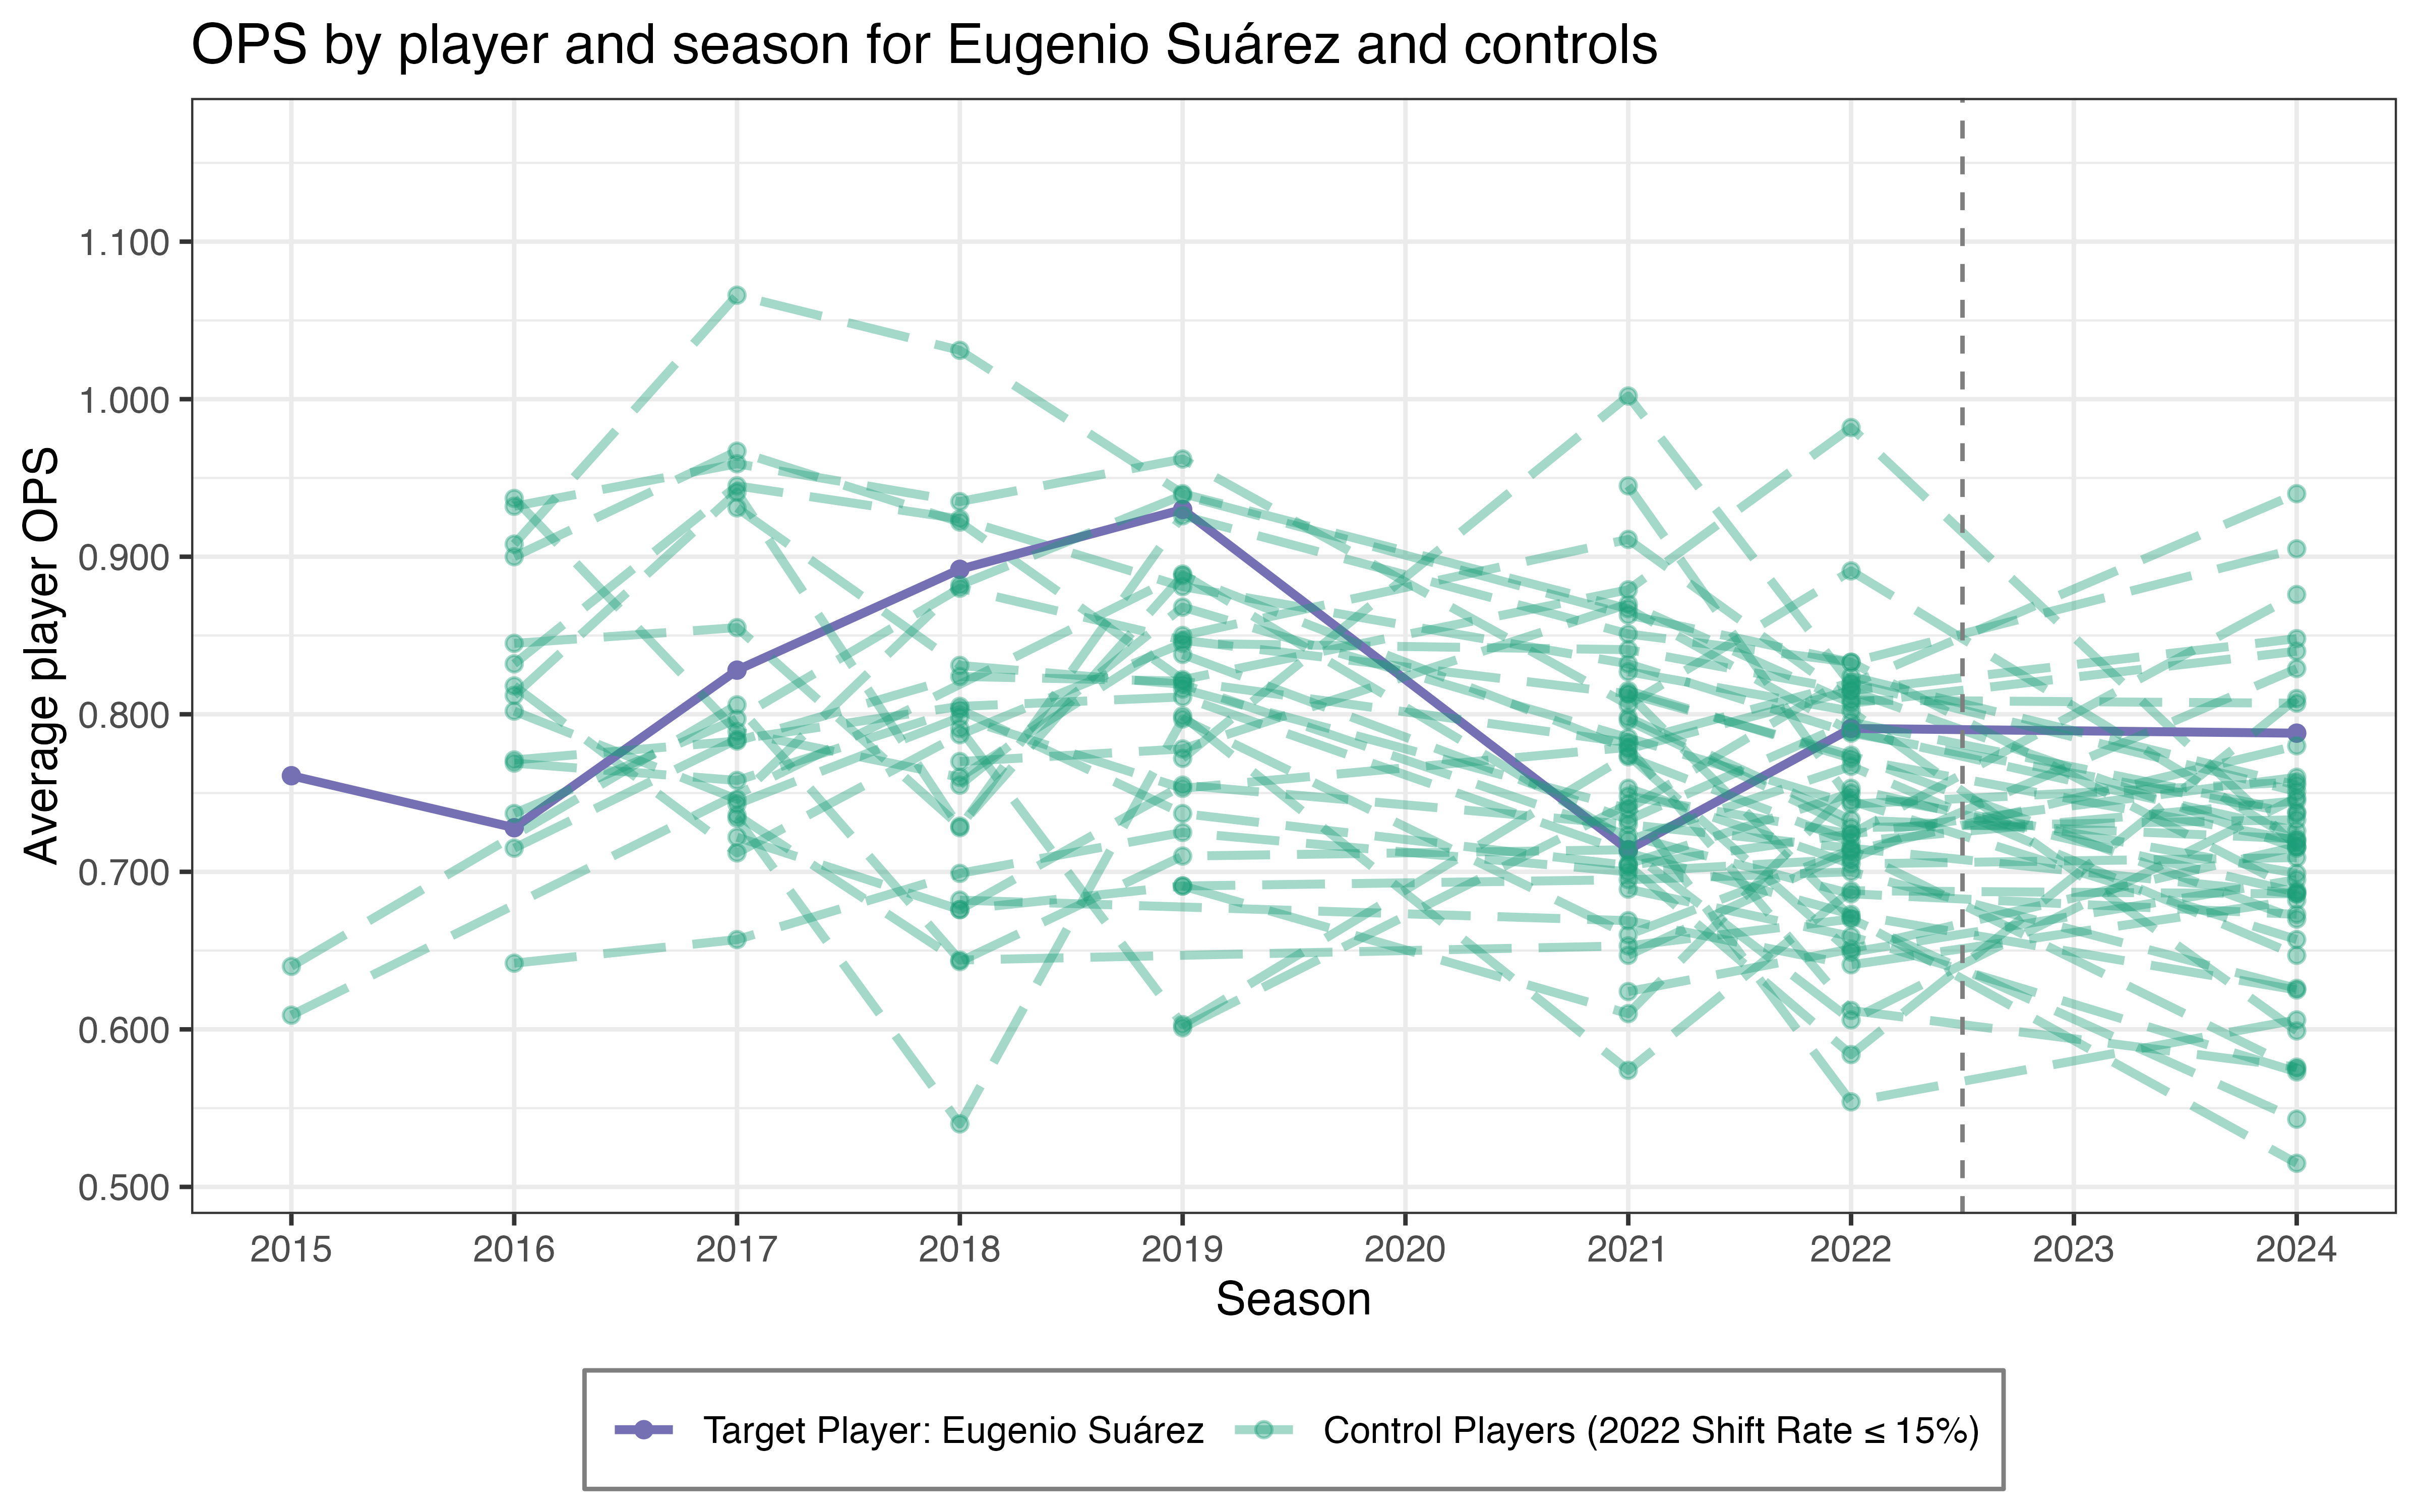 OPS by player and season for Eugenio Suárez and controls
Average player OPS
1.100
1.000
0.900
0.800
0.700
0.600
0.500
2015 2016 2017 2018 2019 2020 2021 2022 2023 2024
Season
Target Player: Eugenio Suárez Control Players (2022 Shift Rate ≤ 15%)